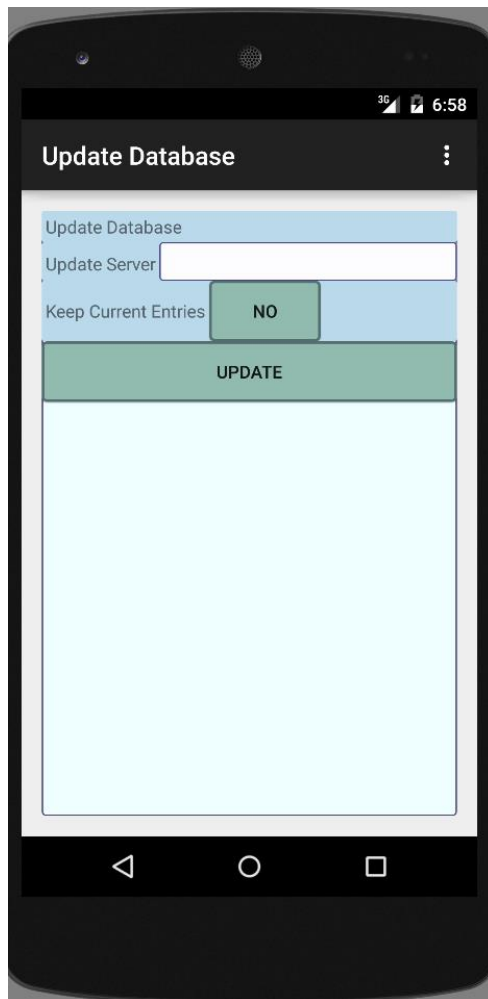 3G 6:58
Update Database
Update Database
Update Server
Keep Current Entries NO
UPDATE